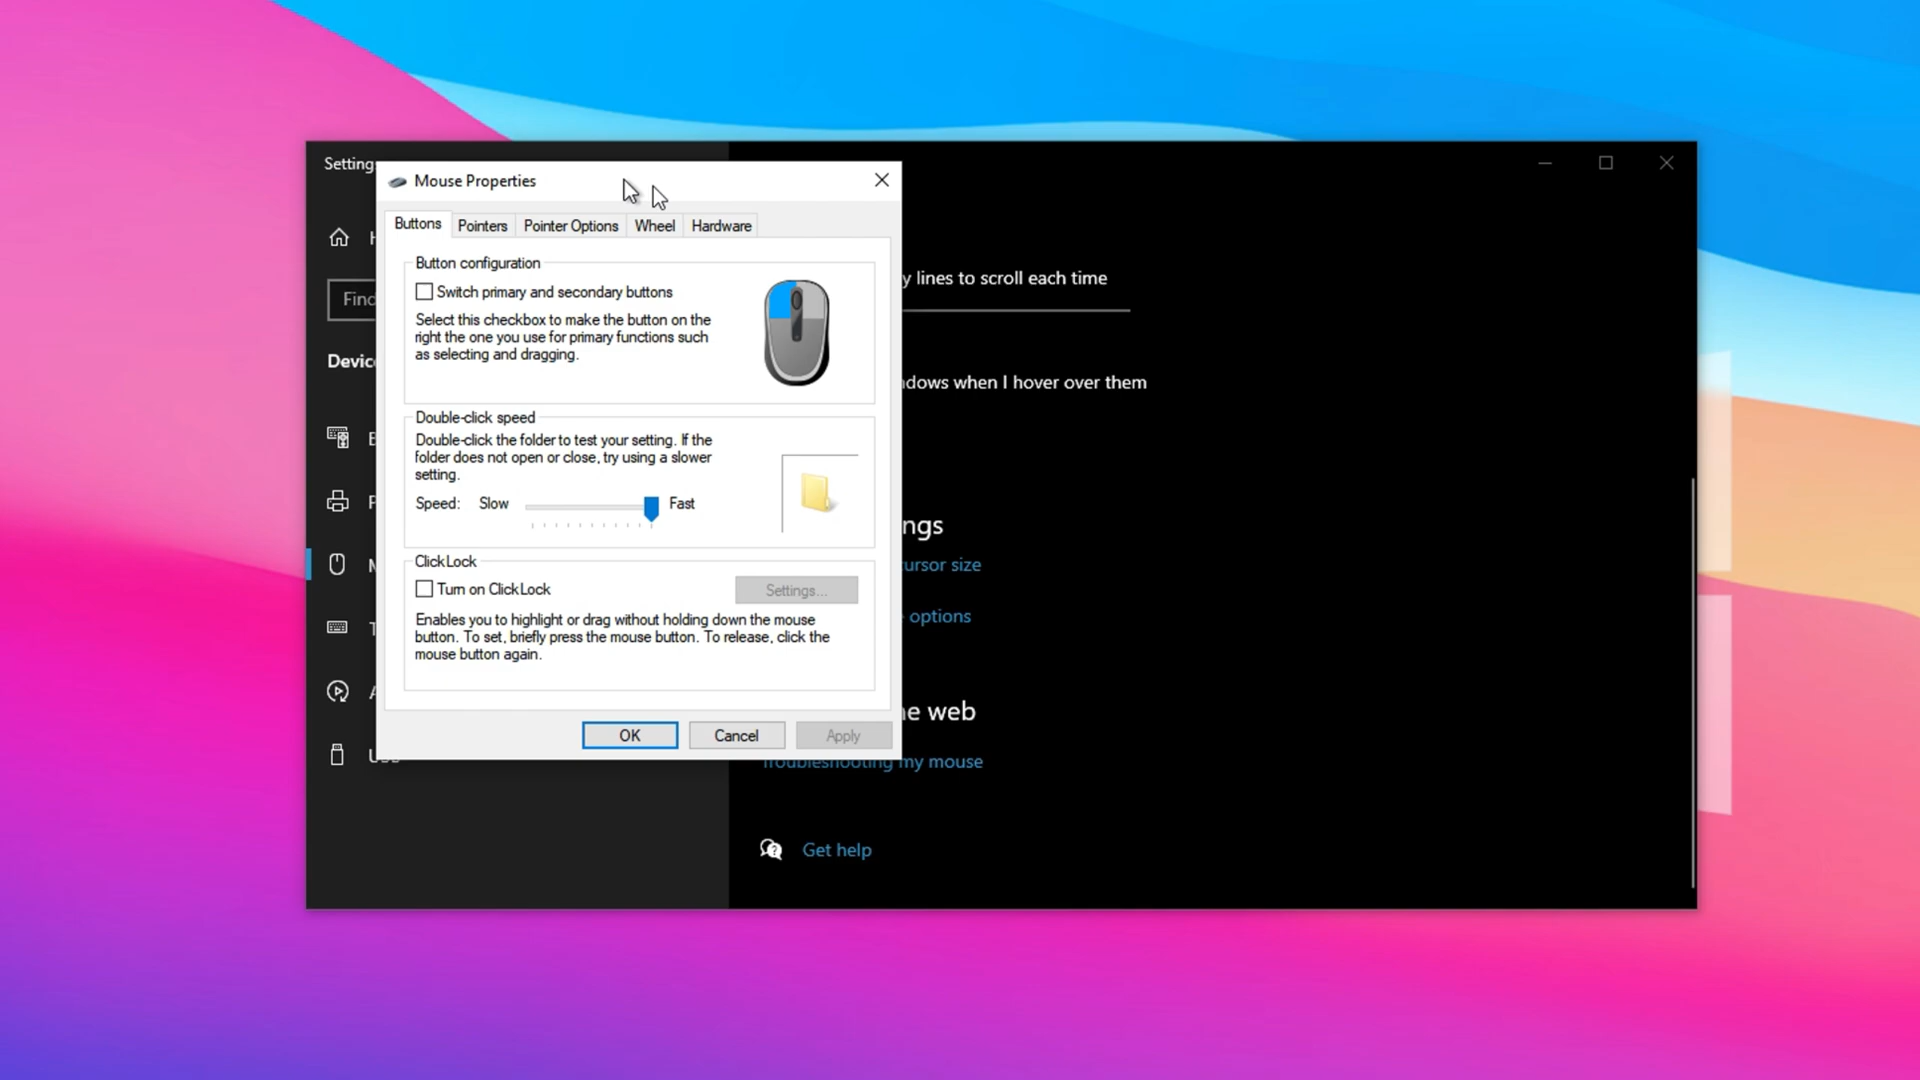 Setting
Mouse Properties
Buttons Pointers Pointer Options Wheel Hardware
Button configuration
Switch primary and secondary buttons
Select this checkbox to make the button on the
right the one you use for primary functions such
as selecting and dragging.
Double-click speed
Double-click the folder to test your setting. If the
folder does not open or close, try using a slower
setting.
Speed: Slow Fast
ClickLock
Turn on ClickLock
Settings...
Enables you to highlight or drag without holding down the mouse
button. To set, briefly press the mouse button. To release, click the
mouse button again.
OK Cancel Apply
Find
Devic
y lines to scroll each time
ndows when I hover over them
ngs
cursor size
options
e web
Troubleshooting my mouse
Get help